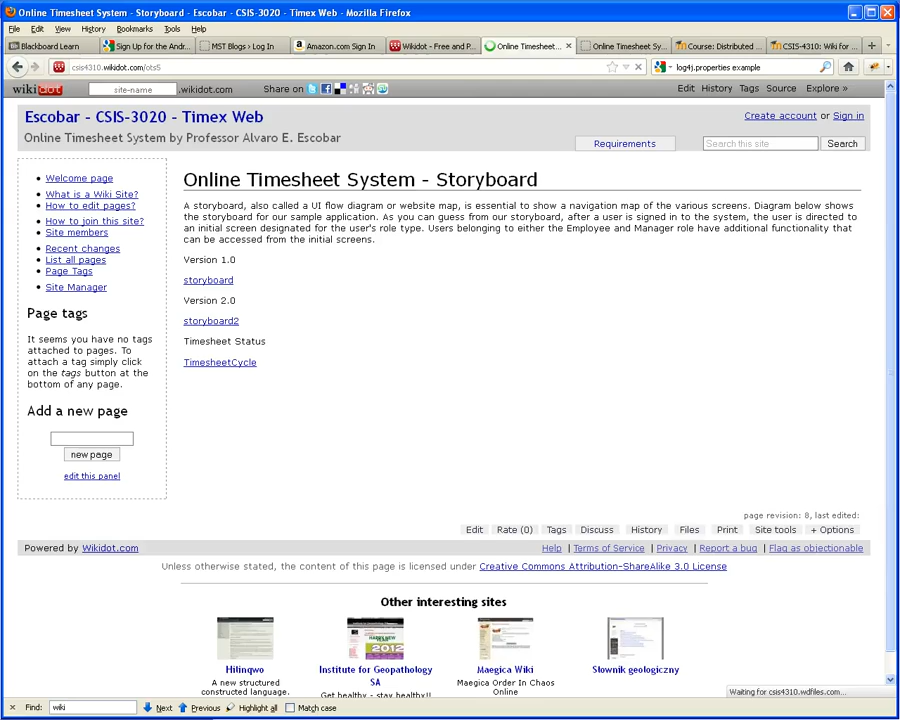 Online Timesheet System - Storyboard - Escobar - CSIS-3020 - Timex Web - Mozilla Firefox
File Edit View History Bookmarks Tools Help
Blackboard Learn
Sign Up for the Andr...
MST Blogs › Log In
Amazon.com Sign In
Wikidot - Free and P...
Online Timesheet...
Online Timesheet Sy...
Course: Distributed ...
CSIS-4310: Wiki for ...
csis4310.wikidot.com/ots5
log4j.properties example
wikidot
site-name .wikidot.com Share on
Edit History Tags Source Explore »
Escobar - CSIS-3020 - Timex Web
Create account or Sign in
Online Timesheet System by Professor Alvaro E. Escobar
Requirements
Search this site Search
Welcome page
What is a Wiki Site?
How to edit pages?
How to join this site?
Site members
Recent changes
List all pages
Page Tags
Site Manager
Page tags
It seems you have no tags
attached to pages. To
attach a tag simply click
on the tags button at the
bottom of any page.
Add a new page
new page
edit this panel
Online Timesheet System - Storyboard
A storyboard, also called a UI flow diagram or website map, is essential to show a navigation map of the various screens. Diagram below shows
the storyboard for our sample application. As you can guess from our storyboard, after a user is signed in to the system, the user is directed to
an initial screen designated for the user's role type. Users belonging to either the Employee and Manager role have additional functionality that
can be accessed from the initial screens.
Version 1.0
storyboard
Version 2.0
storyboard2
Timesheet Status
TimesheetCycle
page revision: 8, last edited:
Edit Rate (0) Tags Discuss History Files Print Site tools + Options
Powered by Wikidot.com
Help | Terms of Service | Privacy | Report a bug | Flag as objectionable
Unless otherwise stated, the content of this page is licensed under Creative Commons Attribution-ShareAlike 3.0 License
Other interesting sites
HAPPY NEW
2012
Hilinqwo
A new structured
constructed language.
Institute for Geopathology
SA
Get healthy - stay healthy!!
Maegica Wiki
Maegica Order In Chaos
Online
Słownik geologiczny
Waiting for csis4310.wdfiles.com...
Find: wiki Next Previous Highlight all Match case